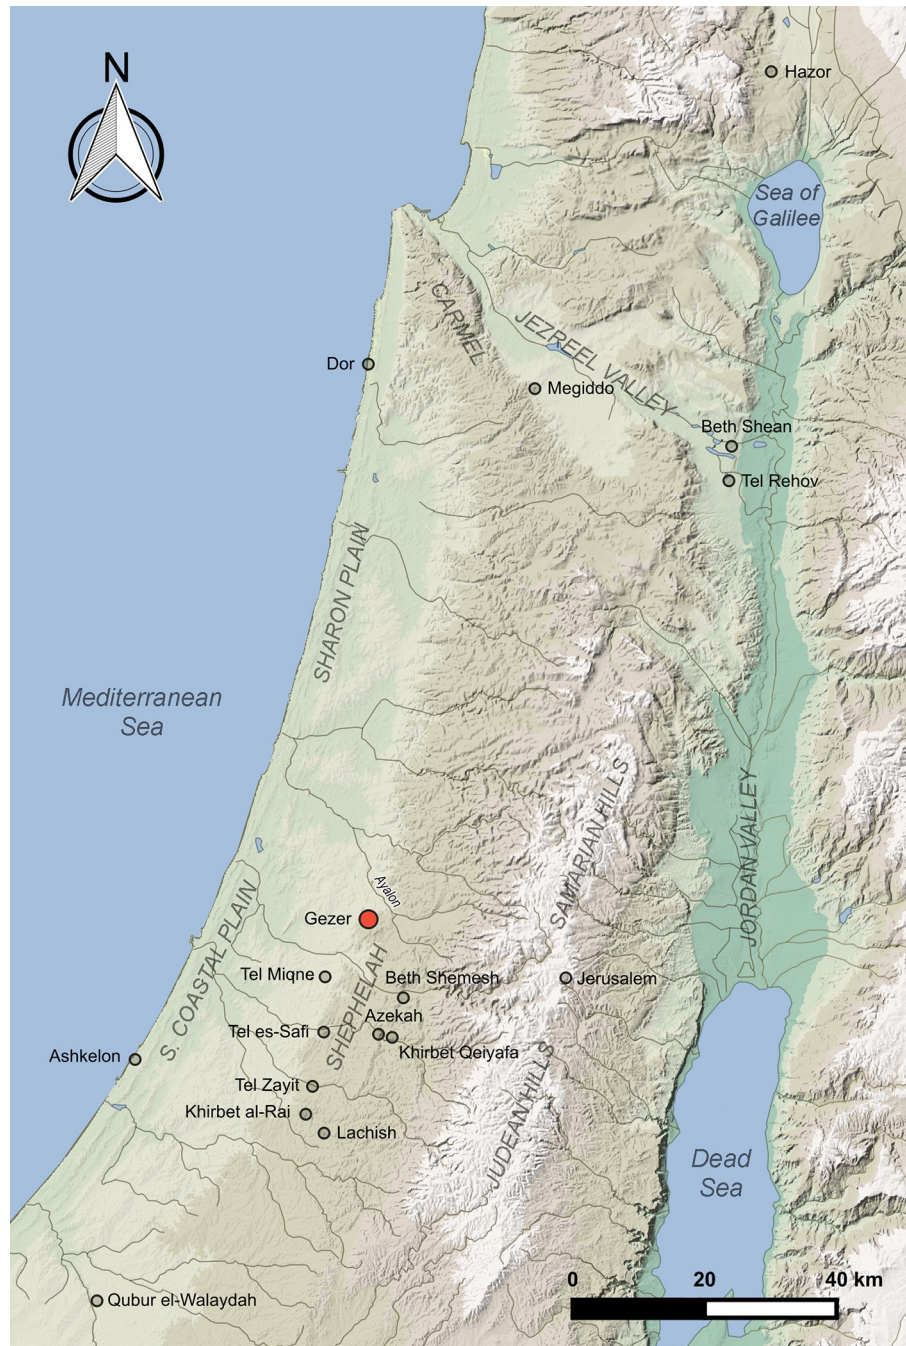 N
Hazor
Sea of
Galilee
CARMEL
JEZREEL VALLEY
Dor
Megiddo
Beth Shean
Tel Rehov
SHARON PLAIN
Mediterranean
Sea
SAMARIAN HILLS
JORDAN VALLEY
Ayalon
Gezer
S. COASTAL PLAIN
SHEPHELAH
Tel Miqne
Beth Shemesh
Jerusalem
Azekah
Tel es-Safi
Khirbet Qeiyafa
Ashkelon
JUDEAN HILLS
Tel Zayit
Khirbet al-Rai
Lachish
Dead
Sea
0 20 40 km
Qubur el-Walaydah